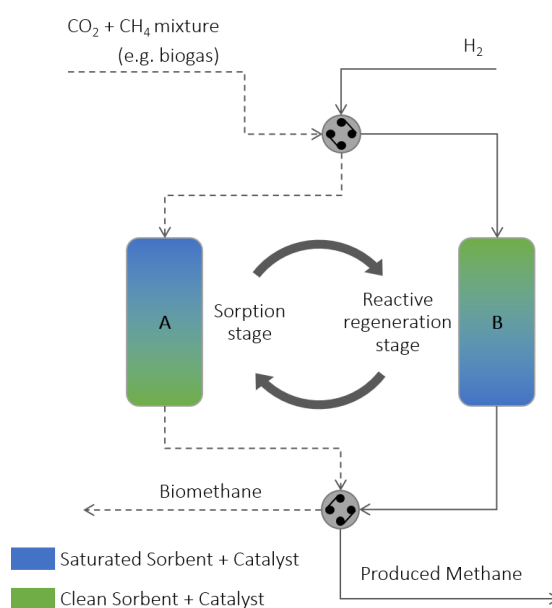 CO₂ + CH₄ mixture
(e.g. biogas)
H₂
A
Sorption
stage
Reactive
regeneration
stage
B
Biomethane
Saturated Sorbent + Catalyst
Produced Methane
Clean Sorbent + Catalyst